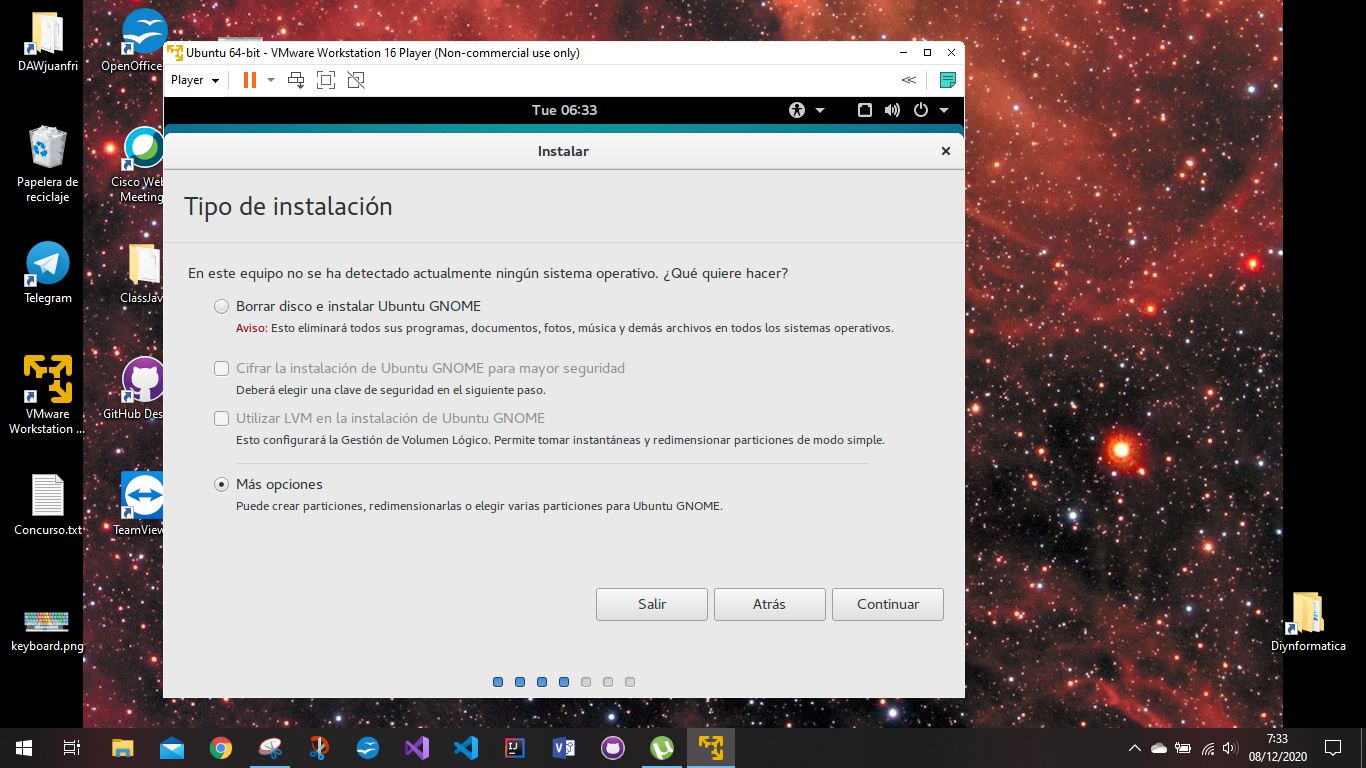 DAWjuanfri
OpenOffice
Papelera de
reciclaje
Cisco Web
Meeting
Telegram
ClassJav
VMware
Workstation ...
GitHub Des
Concurso.txt
TeamView
keyboard.png
Ubuntu 64-bit - VMware Workstation 16 Player (Non-commercial use only)
Player
Tue 06:33
Instalar
Tipo de instalación
En este equipo no se ha detectado actualmente ningún sistema operativo. ¿Qué quiere hacer?
Borrar disco e instalar Ubuntu GNOME
Aviso: Esto eliminará todos sus programas, documentos, fotos, música y demás archivos en todos los sistemas operativos.
Cifrar la instalación de Ubuntu GNOME para mayor seguridad
Deberá elegir una clave de seguridad en el siguiente paso.
Utilizar LVM en la instalación de Ubuntu GNOME
Esto configurará la Gestión de Volumen Lógico. Permite tomar instantáneas y redimensionar particiones de modo simple.
Más opciones
Puede crear particiones, redimensionarlas o elegir varias particiones para Ubuntu GNOME.
Salir
Atrás
Continuar
Diynformatica
7:33
08/12/2020